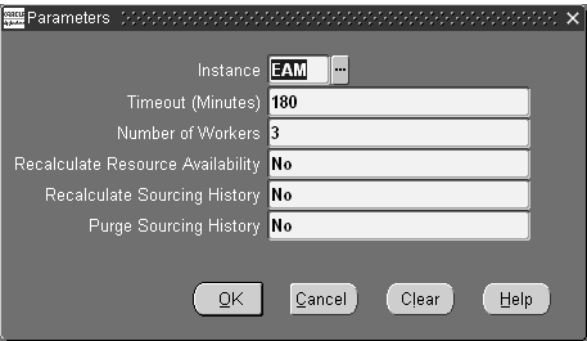 Parameters
Instance EAM ...
Timeout (Minutes) 180
Number of Workers 3
Recalculate Resource Availability No
Recalculate Sourcing History No
Purge Sourcing History No
OK Cancel Clear Help